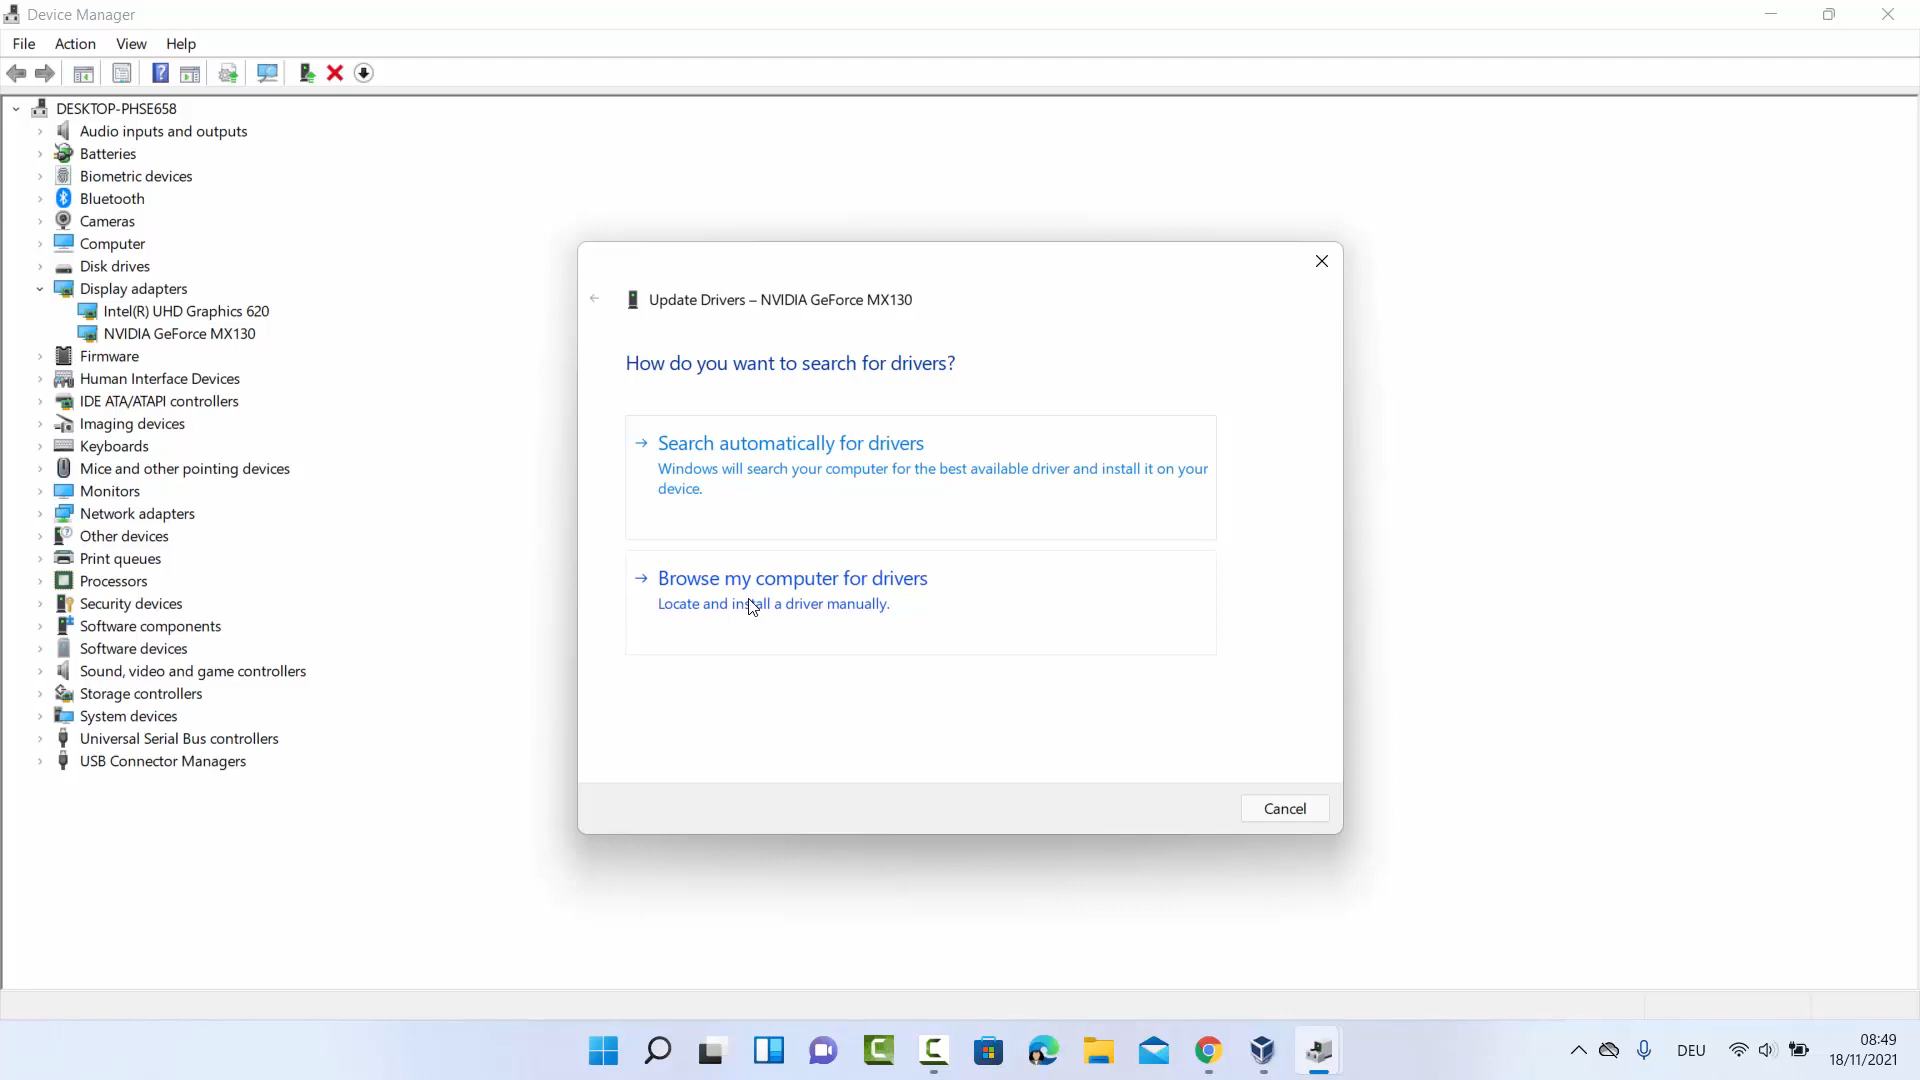 Device Manager
File Action View Help
DESKTOP-PHSE658
Audio inputs and outputs
Batteries
Biometric devices
Bluetooth
Cameras
Computer
Disk drives
Display adapters
Intel(R) UHD Graphics 620
NVIDIA GeForce MX130
Firmware
Human Interface Devices
IDE ATA/ATAPI controllers
Imaging devices
Keyboards
Mice and other pointing devices
Monitors
Network adapters
Other devices
Print queues
Processors
Security devices
Software components
Software devices
Sound, video and game controllers
Storage controllers
System devices
Universal Serial Bus controllers
USB Connector Managers
Update Drivers – NVIDIA GeForce MX130
How do you want to search for drivers?
Search automatically for drivers
Windows will search your computer for the best available driver and install it on your
device.
Browse my computer for drivers
Locate and install a driver manually.
Cancel
DEU
08:49
18/11/2021